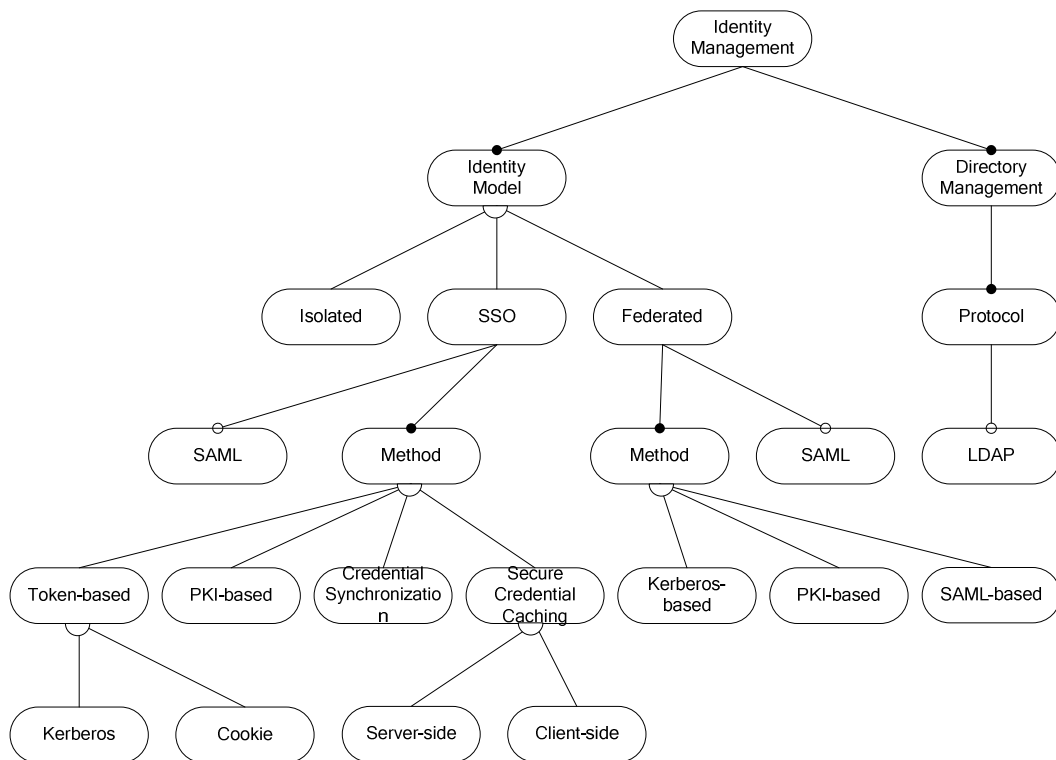 Identity
Management
Identity
Model
Directory
Management
Isolated
SSO
Federated
Protocol
SAML
Method
Method
SAML
LDAP
Token-based
PKI-based
Credential
Synchronizatio
n
Secure
Credential
Caching
Kerberos-
based
PKI-based
SAML-based
Kerberos
Cookie
Server-side
Client-side